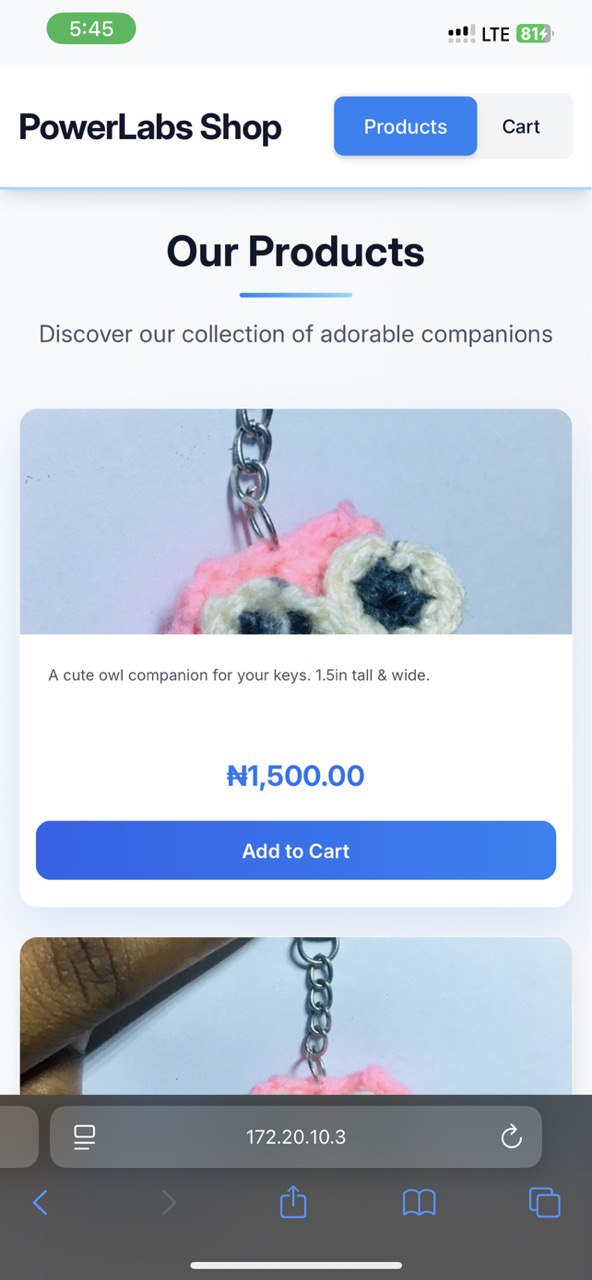 5:45
LTE 81
PowerLabs Shop
Products
Cart
Our Products
Discover our collection of adorable companions
A cute owl companion for your keys. 1.5in tall & wide.
₦1,500.00
Add to Cart
172.20.10.3